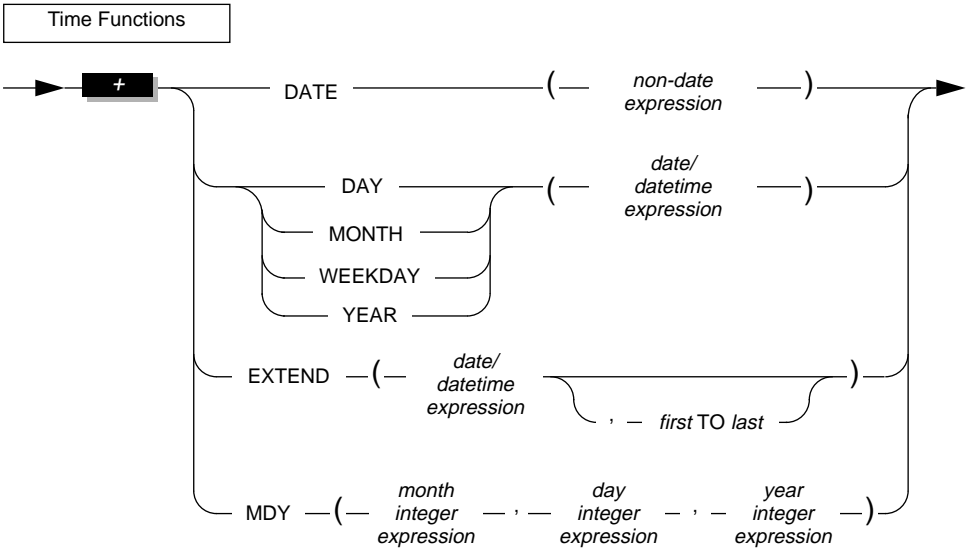 Time Functions
+
DATE ( non-date expression )
DAY ( date/ datetime expression )
MONTH
WEEKDAY
YEAR
EXTEND ( date/ datetime expression )
, first TO last
MDY ( month integer expression , day integer expression , year integer expression )